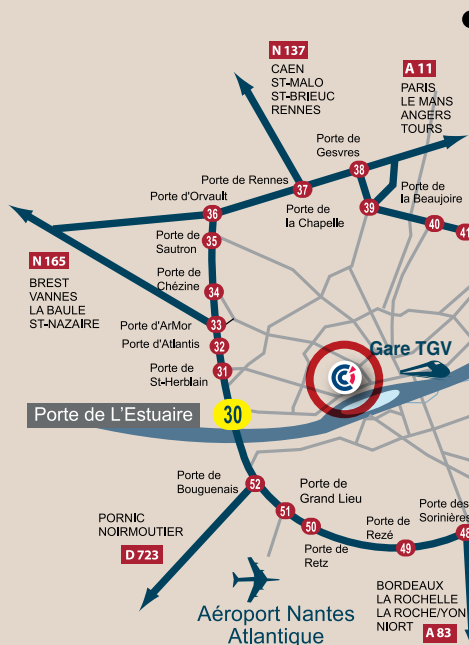 N 137
CAEN
ST-MALO
ST-BRIEUC
RENNES
A 11
PARIS
LE MANS
ANGERS
TOURS
Porte de
Gesvres
38
Porte de Rennes
37
Porte de
la Chapelle
Porte de
la Beaujoire
39
40
41
Porte d'Orvault
36
Porte de
Sautron
35
N 165
BREST
VANNES
LA BAULE
ST-NAZAIRE
Porte de
Chézine
34
Porte d'ArMor
33
Porte d'Atlantis
32
Porte de
St-Herblain
31
Gare TGV
CCI
Porte de L'Estuaire
30
Porte de
Bouguenais
52
Porte de
Grand Lieu
51
50
Porte de
Retz
Porte de
Rezé
49
Porte des
Sorinières
48
PORNIC
NOIRMOUTIER
D 723
Aéroport Nantes
Atlantique
BORDEAUX
LA ROCHELLE
LA ROCHE/YON
NIORT
A 83